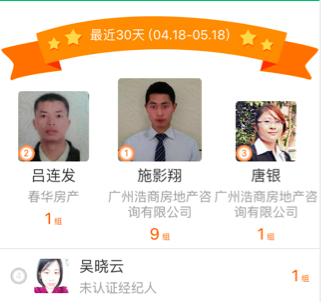 最近30天 (04.18-05.18)
2
1
3
吕连发
施影翔
唐银
春华房产
广州浩商房地产咨
询有限公司
广州浩商房地产咨
询有限公司
1 组
9 组
1 组
4
吴晓云
未认证经纪人
1 组